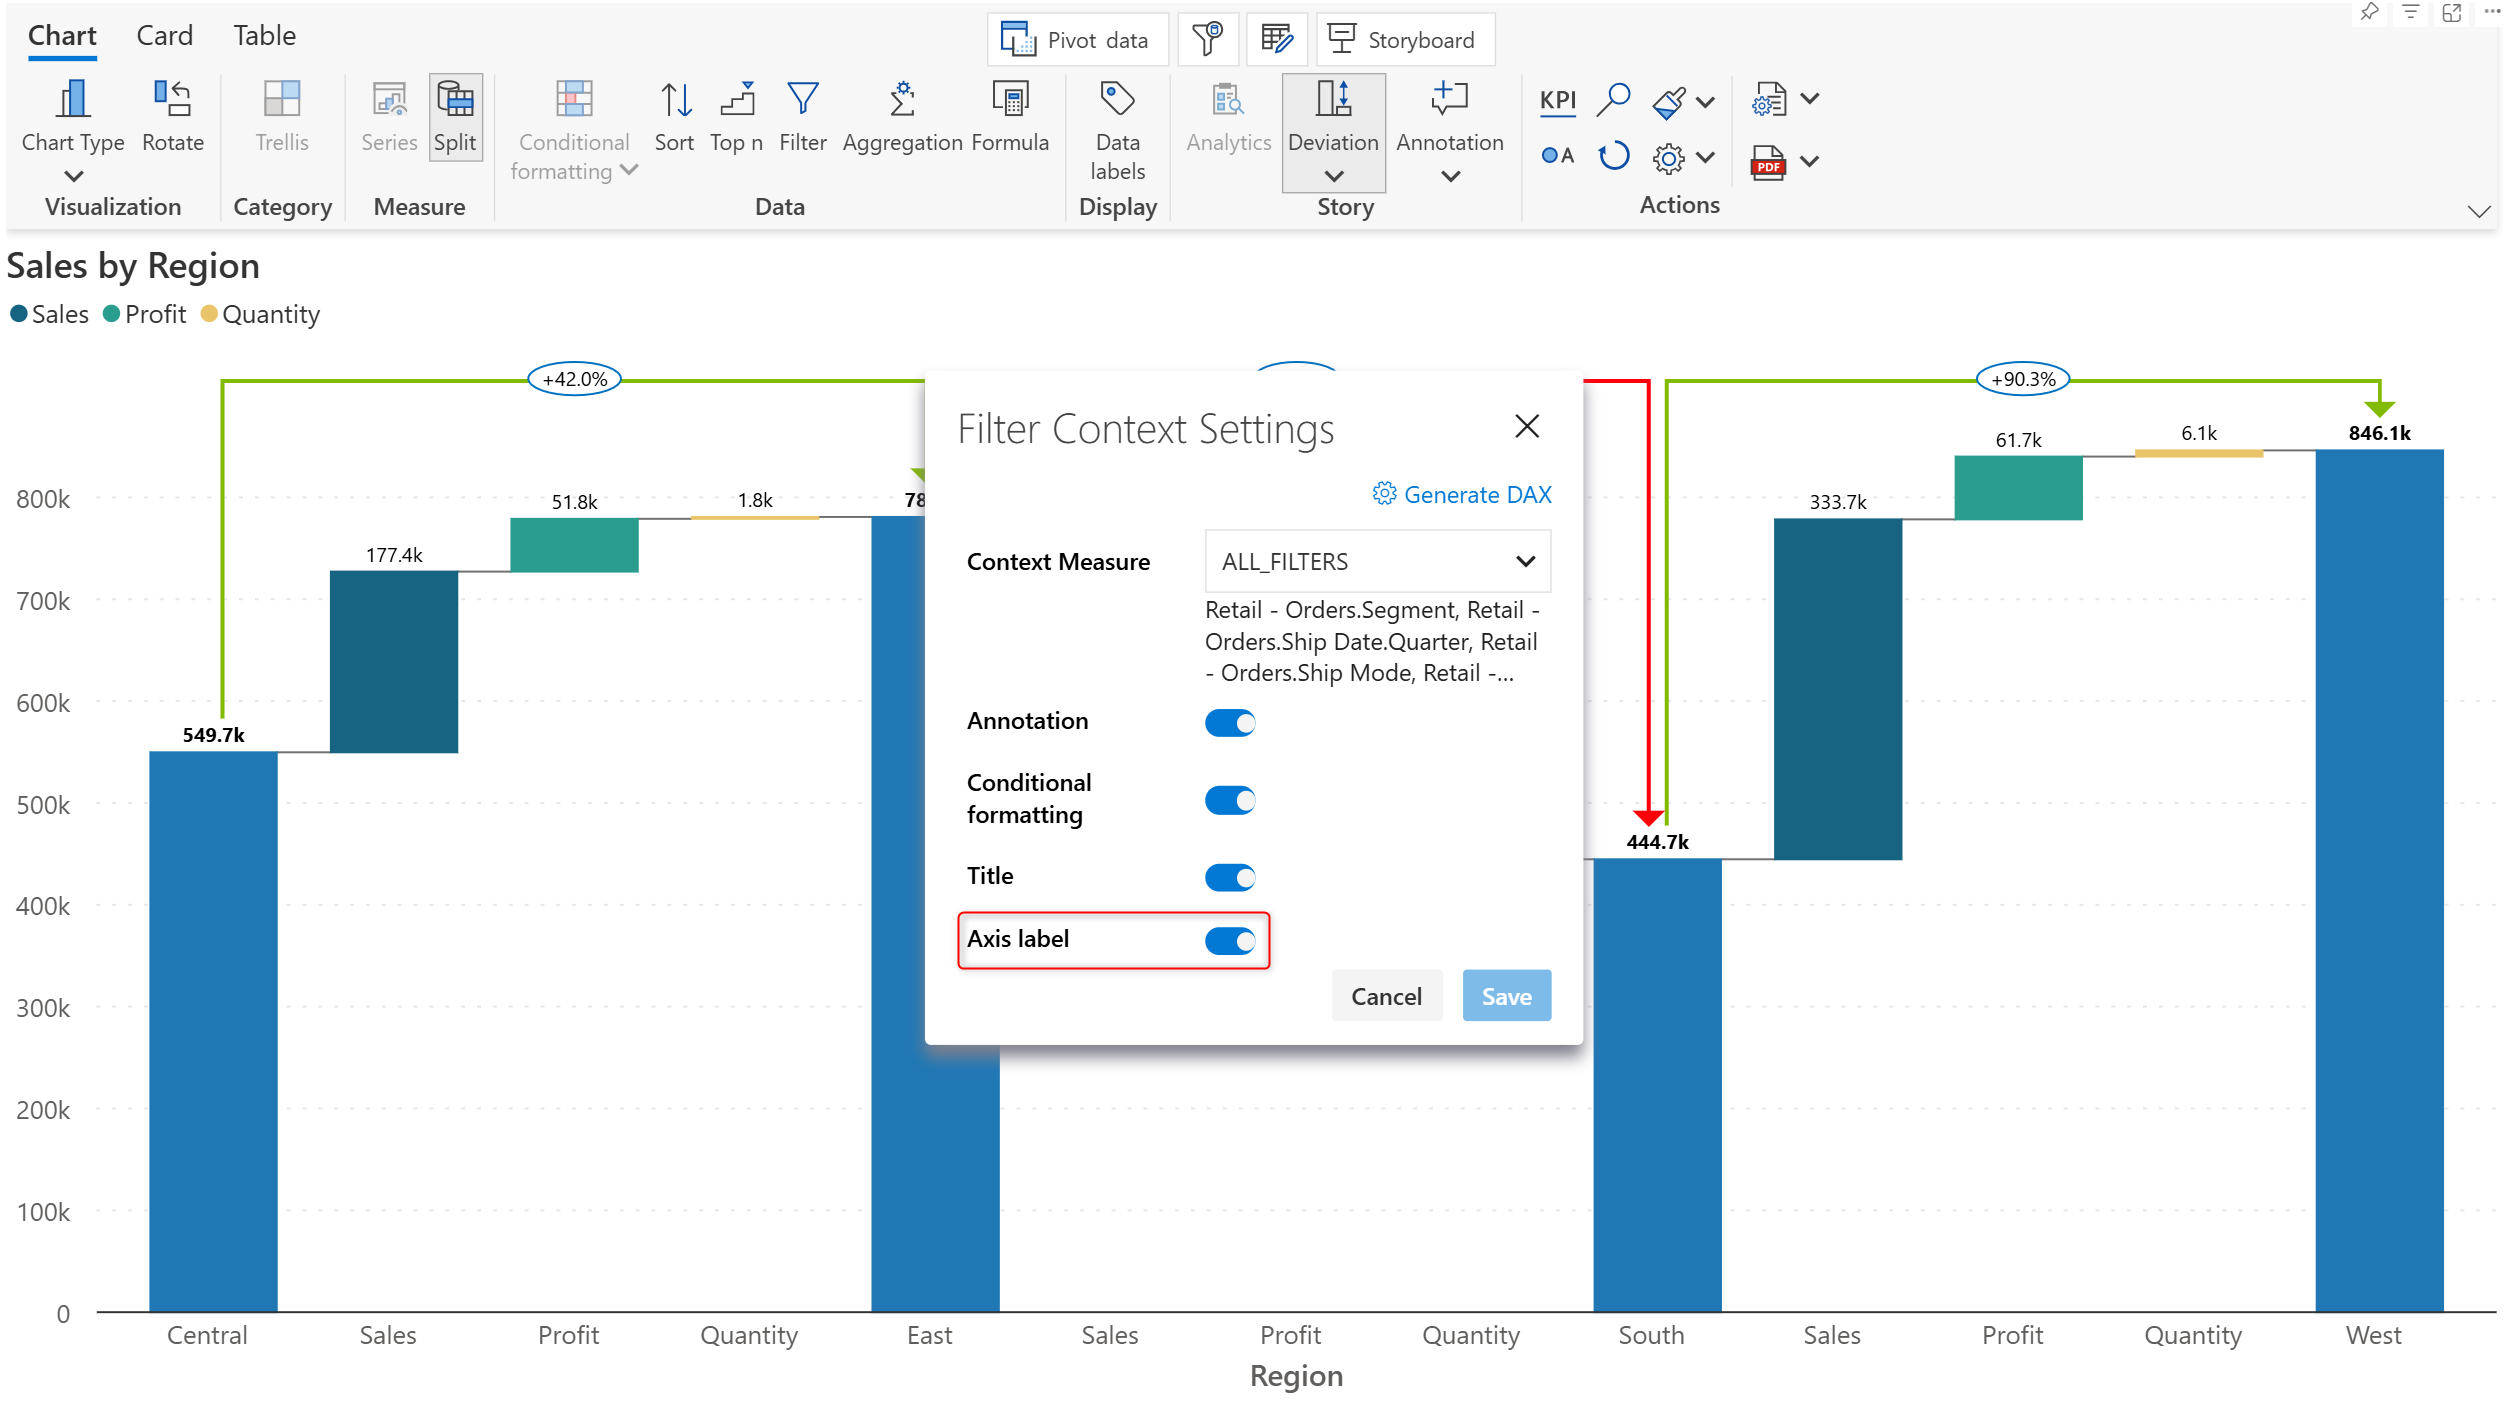 Chart Card Table
Pivot data Storyboard
Chart Type Rotate Trellis Series Split Conditional formatting Sort Top n Filter Aggregation Formula Data labels Analytics Deviation Annotation KPI
A
PDF
Visualization Category Measure Data Display Story Actions
Sales by Region
Sales Profit Quantity
+42.0% +90.3%
Filter Context Settings
Generate DAX
Context Measure ALL_FILTERS
Retail - Orders.Segment, Retail -
Orders.Ship Date.Quarter, Retail
- Orders.Ship Mode, Retail -...
Annotation
Conditional
formatting
Title
Axis label
Cancel Save
549.7k 177.4k 51.8k 1.8k 78 444.7k 333.7k 61.7k 6.1k 846.1k
800k
700k
600k
500k
400k
300k
200k
100k
0
Central Sales Profit Quantity East Sales Profit Quantity South Sales Profit Quantity West
Region